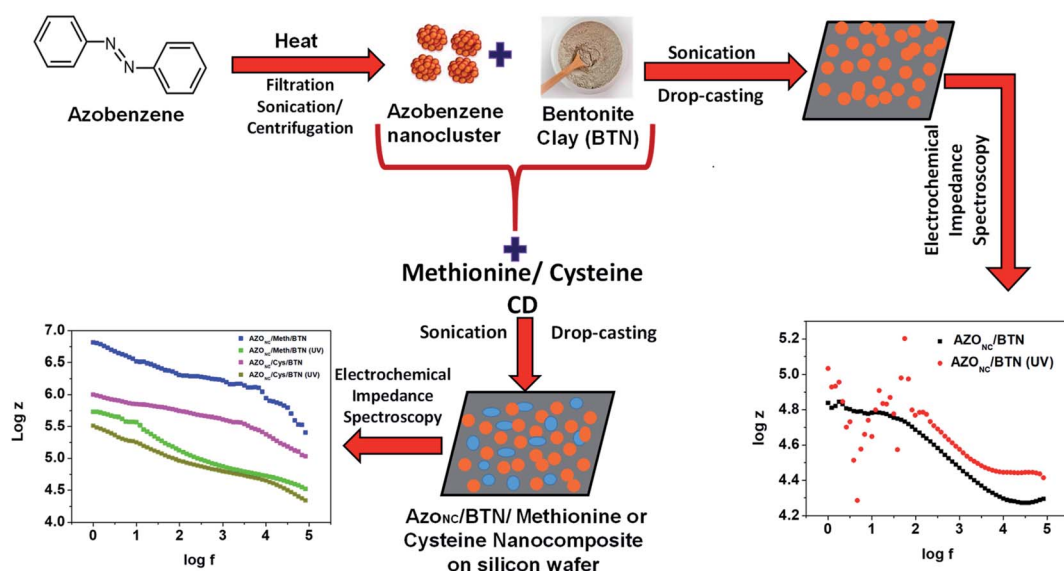 N
N
Azobenzene
Heat
Filtration
Sonication/
Centrifugation
Azobenzene
nanocluster
Bentonite
Clay (BTN)
Sonication
Drop-casting
Electrochemical
Impedance
Spectroscopy
Methionine/ Cysteine
CD
Sonication
Drop-casting
Electrochemical
Impedance
Spectroscopy
AzoNC/BTN/ Methionine or
Cysteine Nanocomposite
on silicon wafer
7.0
6.5
6.0
5.5
5.0
4.5
4.0
Log z
AZONC/Meth/BTN
AZONC/Meth/BTN (UV)
AZONC/Cys/BTN
AZONC/Cys/BTN (UV)
0 1 2 3 4 5
log f
5.2
5.0
4.8
4.6
4.4
4.2
log z
AZONC/BTN
AZONC/BTN (UV)
0 1 2 3 4 5
log f